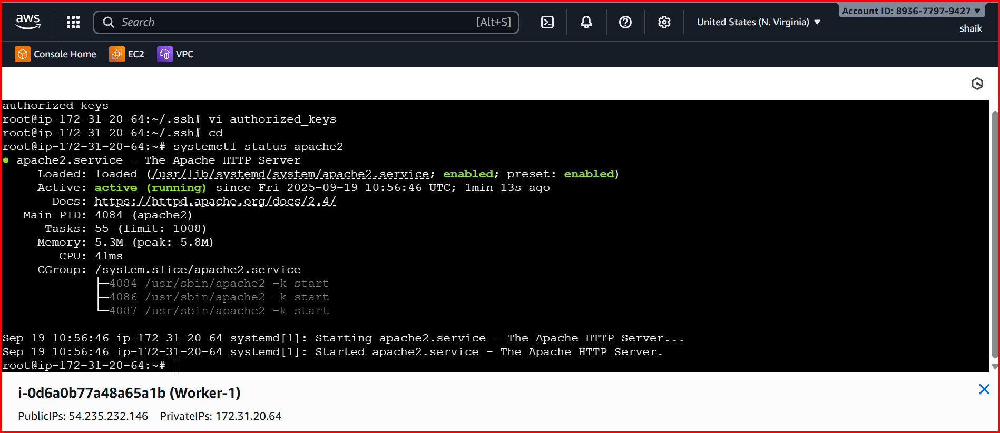 aws
Search
[Alt+S]
United States (N. Virginia) ▼
Account ID: 8936-7797-9427 ▼
shaik
Console Home
EC2
VPC
authorized_keys
root@ip-172-31-20-64:~/.ssh# vi authorized_keys
root@ip-172-31-20-64:~/.ssh# cd
root@ip-172-31-20-64:~# systemctl status apache2
● apache2.service - The Apache HTTP Server
Loaded: loaded (/usr/lib/systemd/system/apache2.service; enabled; preset: enabled)
Active: active (running) since Fri 2025-09-19 10:56:46 UTC; 1min 13s ago
Docs: https://httpd.apache.org/docs/2.4/
Main PID: 4084 (apache2)
Tasks: 55 (limit: 1008)
Memory: 5.3M (peak: 5.8M)
CPU: 41ms
CGroup: /system.slice/apache2.service
├─4084 /usr/sbin/apache2 -k start
├─4086 /usr/sbin/apache2 -k start
└─4087 /usr/sbin/apache2 -k start
Sep 19 10:56:46 ip-172-31-20-64 systemd[1]: Starting apache2.service - The Apache HTTP Server...
Sep 19 10:56:46 ip-172-31-20-64 systemd[1]: Started apache2.service - The Apache HTTP Server.
root@ip-172-31-20-64:~#
i-0d6a0b77a48a65a1b (Worker-1)
PublicIPs: 54.235.232.146 PrivateIPs: 172.31.20.64